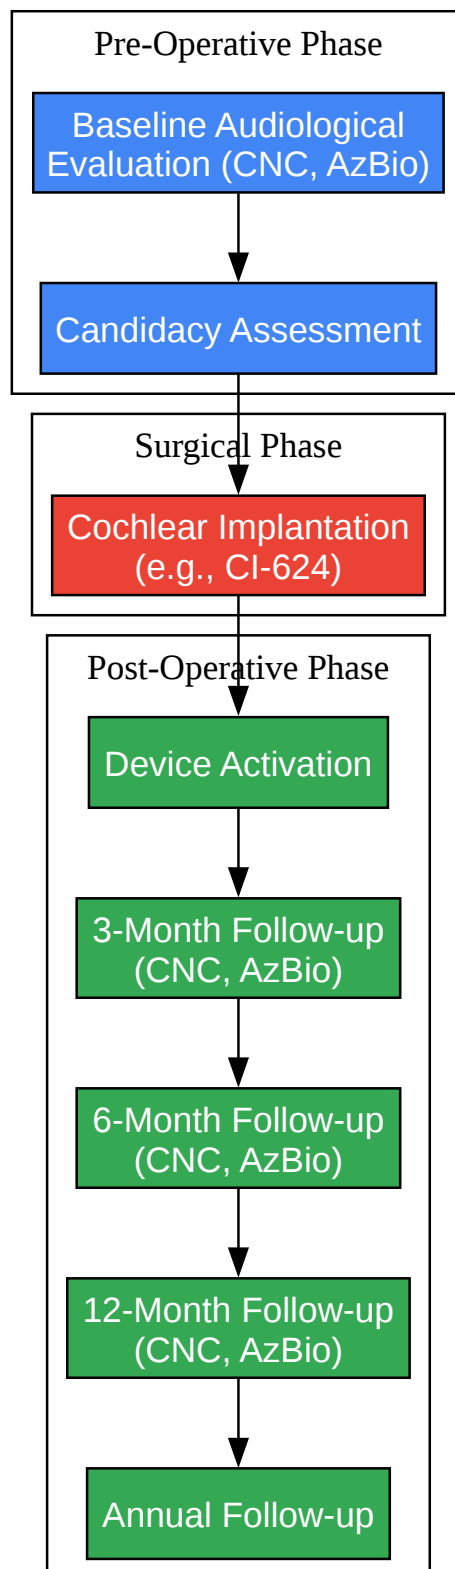 Pre-Operative Phase
Baseline Audiological
Evaluation (CNC, AzBio)
Candidacy Assessment
Surgical Phase
Cochlear Implantation
(e.g., CI-624)
Post-Operative Phase
Device Activation
3-Month Follow-up
(CNC, AzBio)
6-Month Follow-up
(CNC, AzBio)
12-Month Follow-up
(CNC, AzBio)
Annual Follow-up